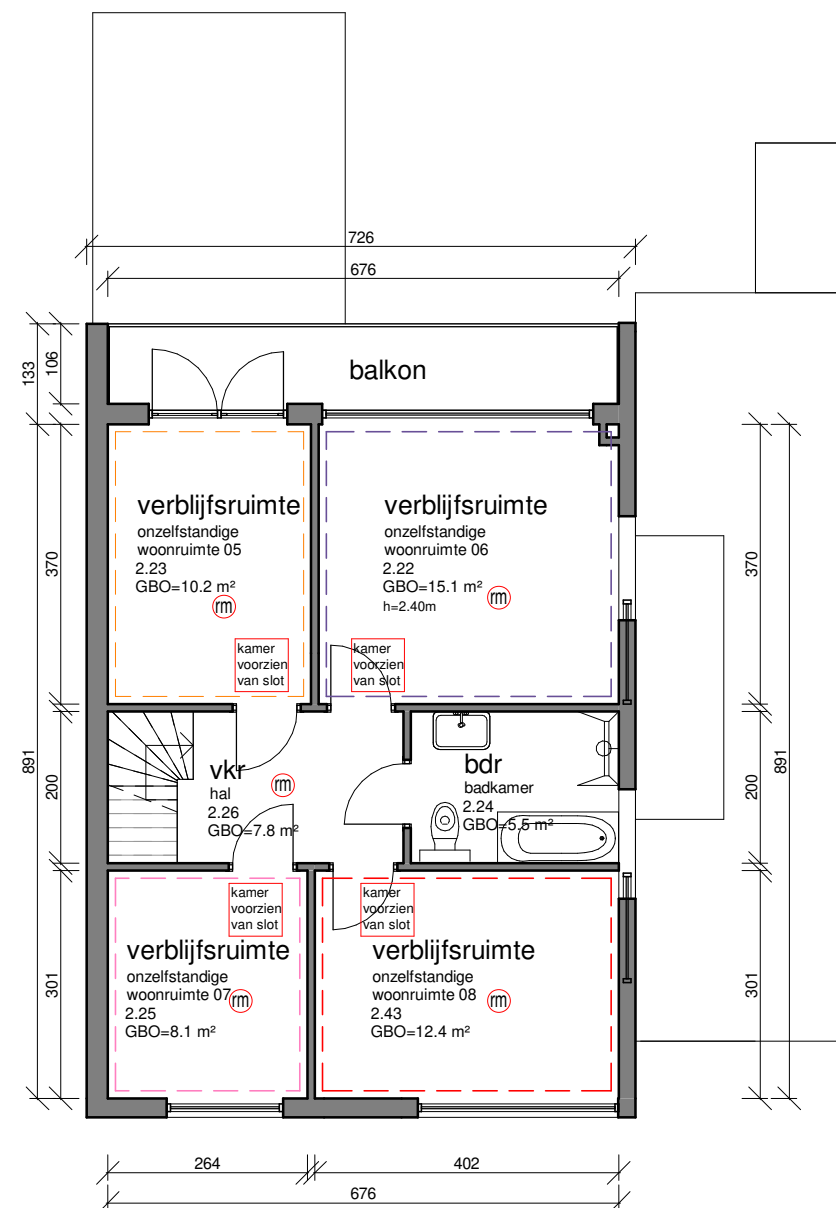 726
676
133
106
balkon
verblijfsruimte
onzelfstandige
woonruimte 05
2.23
GBO=10.2 m²
rm
kamer
voorzien
van slot
verblijfsruimte
onzelfstandige
woonruimte 06
2.22
GBO=15.1 m²
h=2.40m
rm
kamer
voorzien
van slot
370
370
891
200
vkr
hal
2.26
GBO=7.8 m²
rm
bdr
badkamer
2.24
GBO=5.5 m²
200
891
kamer
voorzien
van slot
verblijfsruimte
onzelfstandige
woonruimte 07
2.25
GBO=8.1 m²
rm
kamer
voorzien
van slot
verblijfsruimte
onzelfstandige
woonruimte 08
2.43
GBO=12.4 m²
rm
301
301
264
402
676